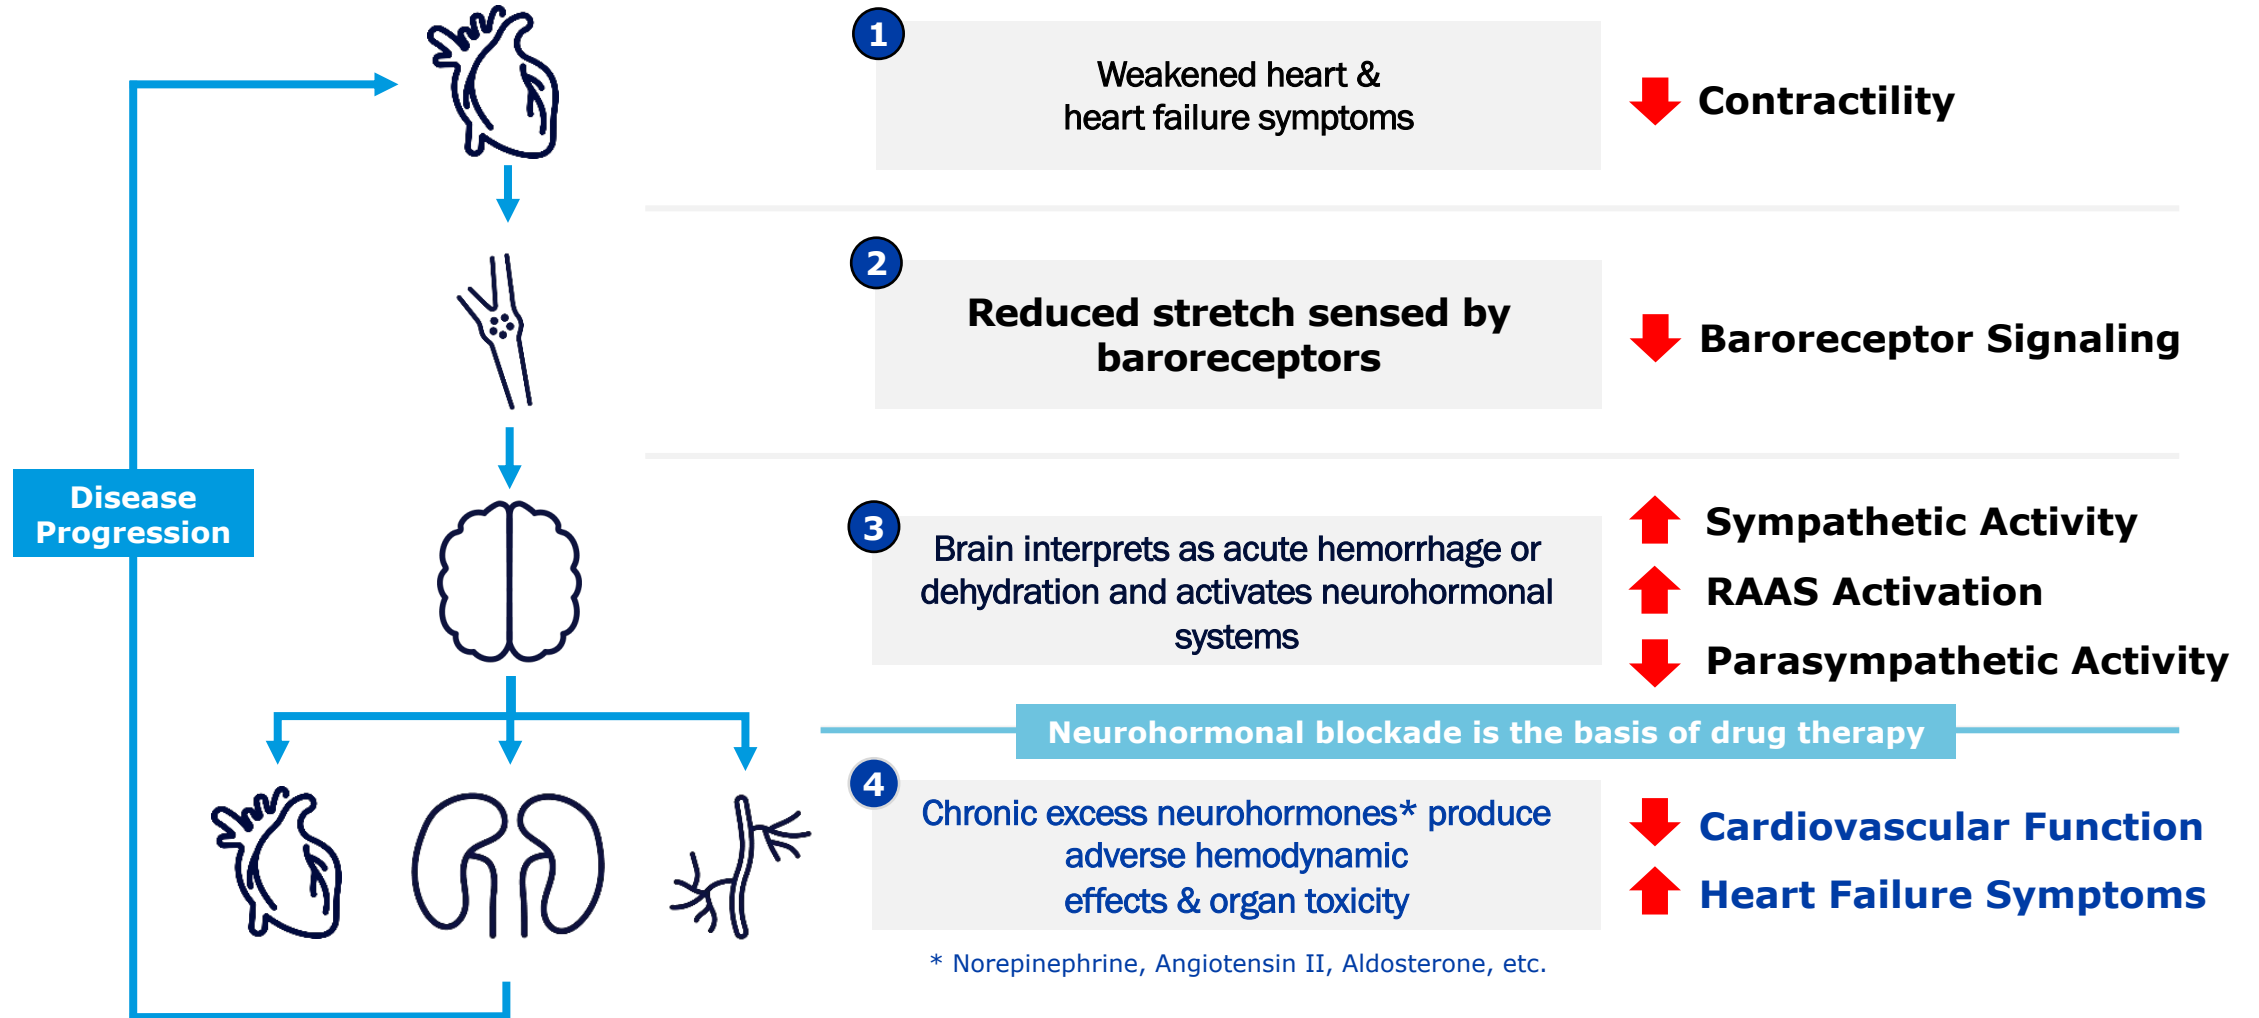 1
Weakened heart &
heart failure symptoms
Contractility
2
Reduced stretch sensed by
baroreceptors
Baroreceptor Signaling
Disease
Progression
3
Brain interprets as acute hemorrhage or
dehydration and activates neurohormonal
systems
Sympathetic Activity
RAAS Activation
Parasympathetic Activity
Neurohormonal blockade is the basis of drug therapy
4
Chronic excess neurohormones* produce
adverse hemodynamic
effects & organ toxicity
Cardiovascular Function
Heart Failure Symptoms
* Norepinephrine, Angiotensin II, Aldosterone, etc.